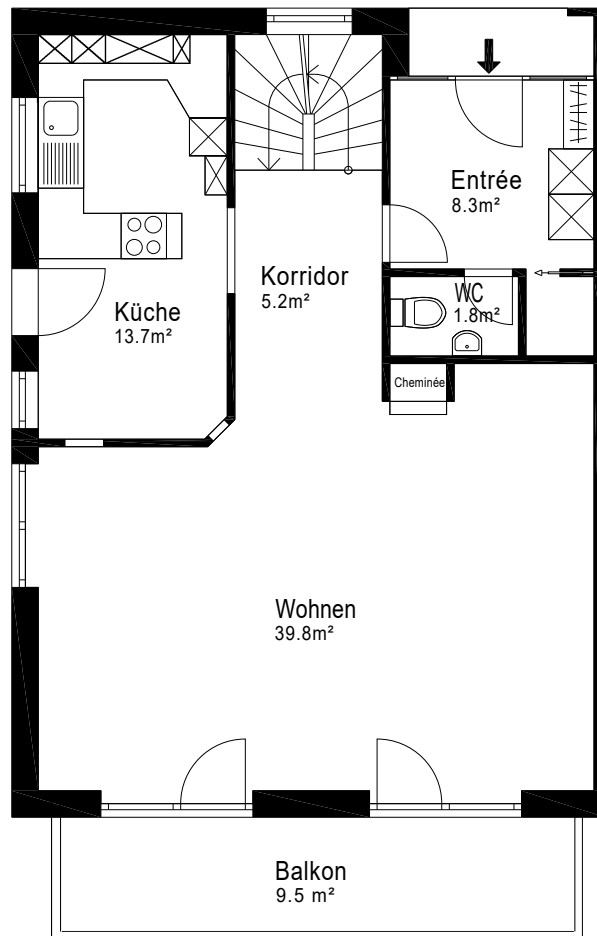 Entrée
8.3m²
Korridor
5.2m²
WC
1.8m²
Küche
13.7m²
Cheminée
Wohnen
39.8m²
Balkon
9.5 m²